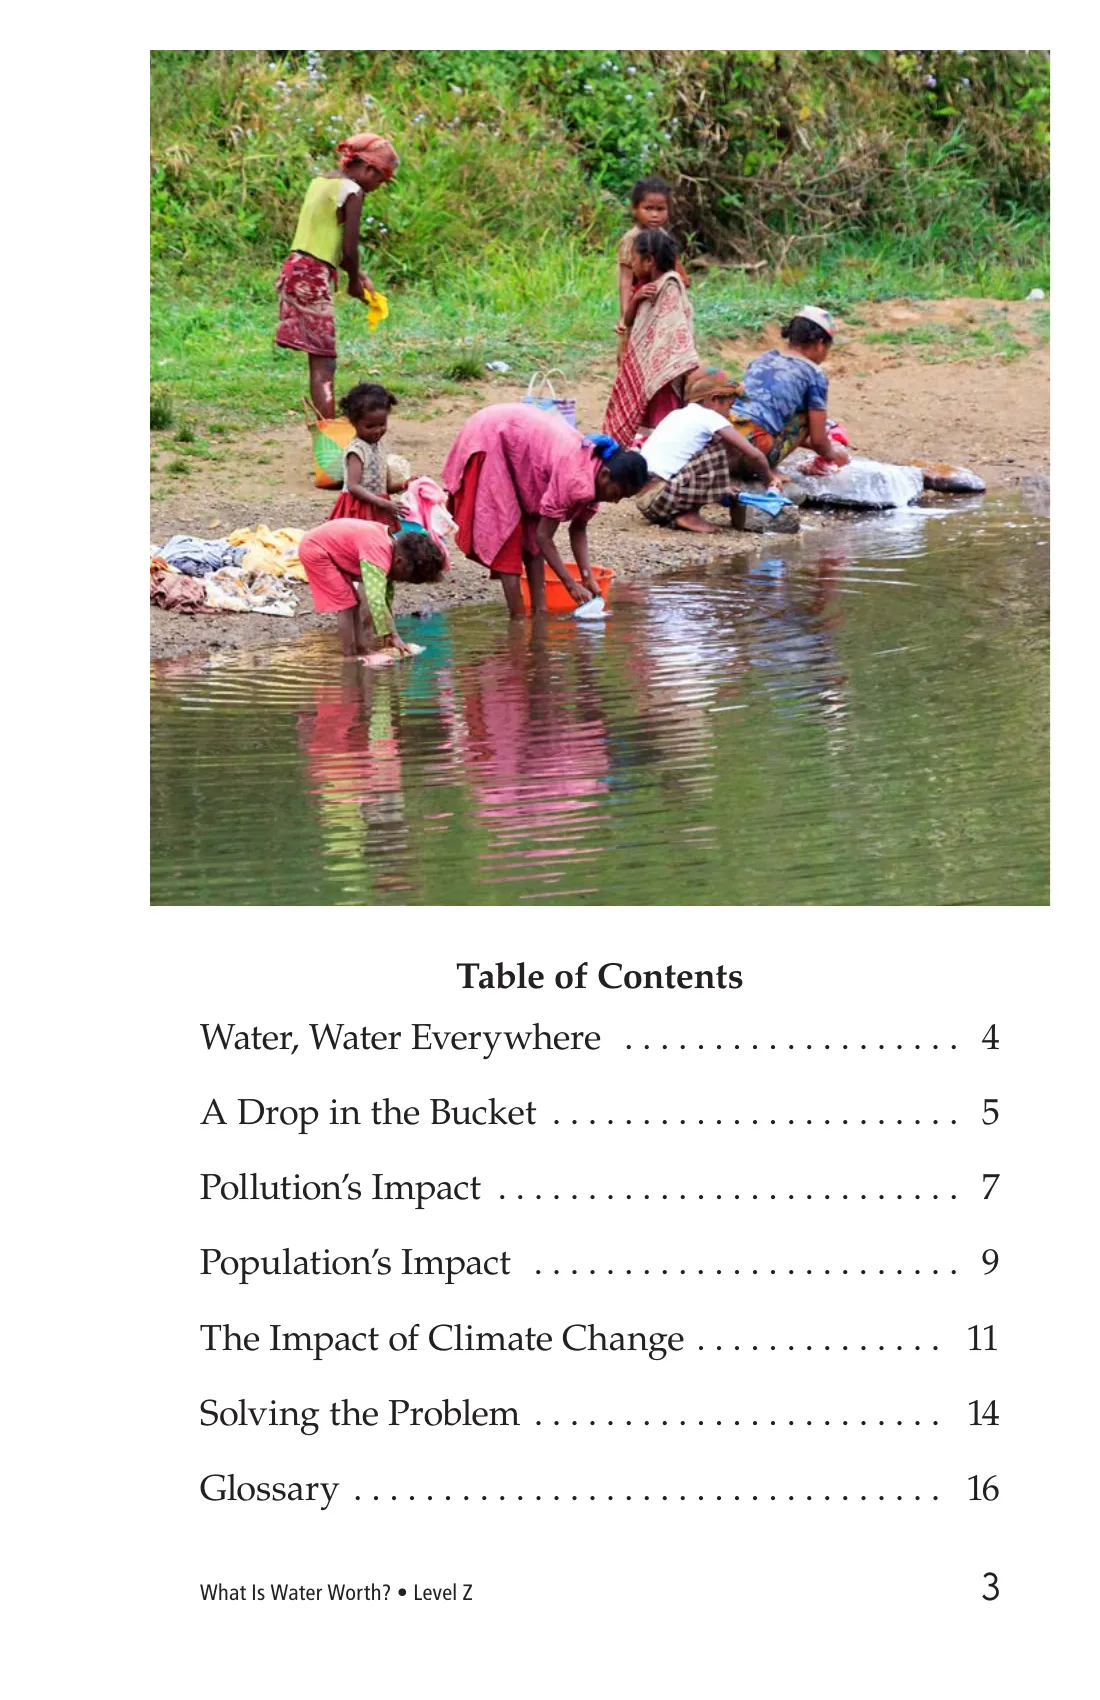 Table of Contents
Water, Water Everywhere . . . . . . . . . . . . . . . . . . . 4
A Drop in the Bucket . . . . . . . . . . . . . . . . . . . . . . . 5
Pollution’s Impact . . . . . . . . . . . . . . . . . . . . . . . . . . 7
Population’s Impact . . . . . . . . . . . . . . . . . . . . . . . . 9
The Impact of Climate Change . . . . . . . . . . . . . . 11
Solving the Problem . . . . . . . . . . . . . . . . . . . . . . . 14
Glossary . . . . . . . . . . . . . . . . . . . . . . . . . . . . . . . . . 16
What Is Water Worth? • Level Z 3